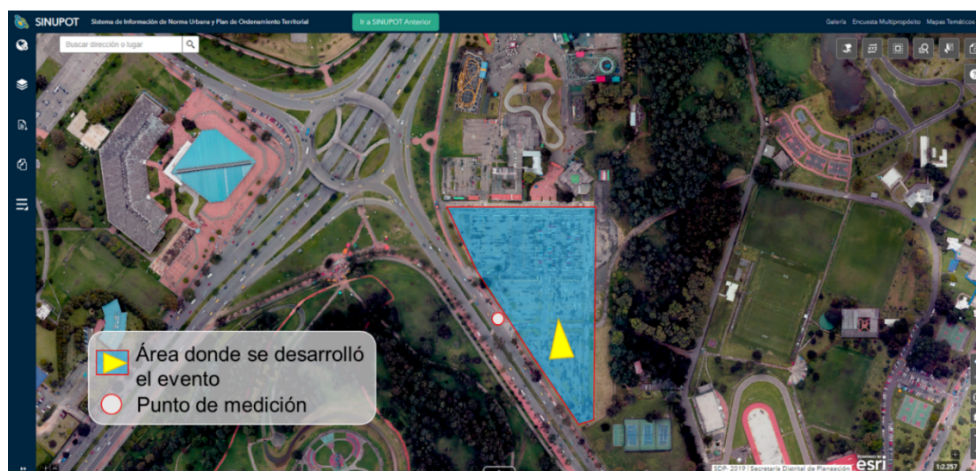 SINUPOT
Sistema de Información de Norma Urbana y Plan de Ordenamiento Territorial
Ir a SINUPOT Anterior
Galería Encuesta Multipropósito Mapas Temáticos
Buscar dirección o lugar
Área donde se desarrolló
el evento
Punto de medición
SDP- 2019 | Secretaría Distrital de Planeación
POWERED BY
esri
1:2.257